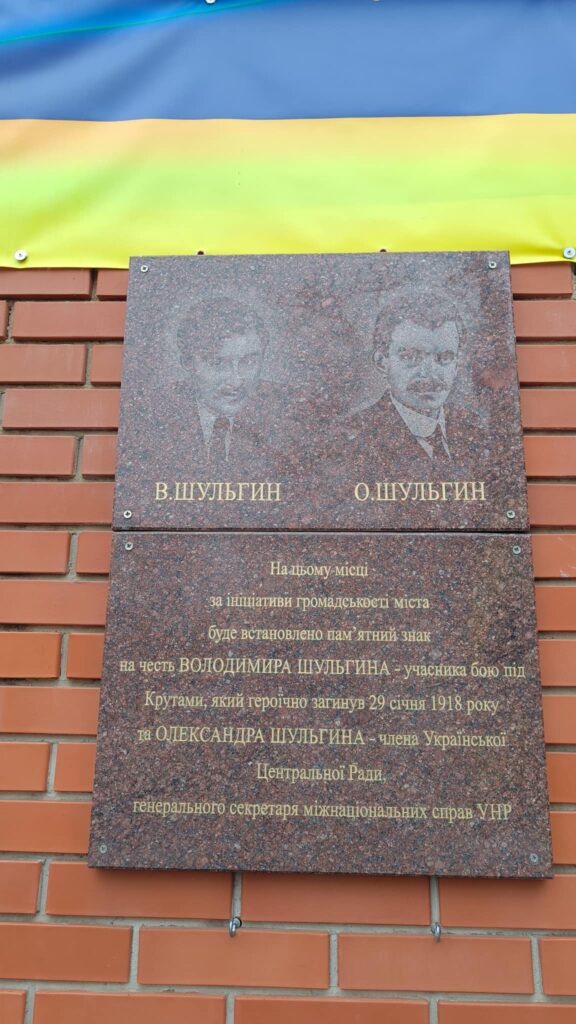 В.ШУЛЬГИН О.ШУЛЬГИН
На цьому місці
за ініціативи громадськості міста
буде встановлено пам'ятний знак
на честь ВОЛОДИМИРА ШУЛЬГИНА - учасника бою під
Крутами, який героїчно загинув 29 січня 1918 року
та ОЛЕКСАНДРА ШУЛЬГИНА - члена Української
Центральної Ради,
генерального секретаря міжнаціональних справ УНР